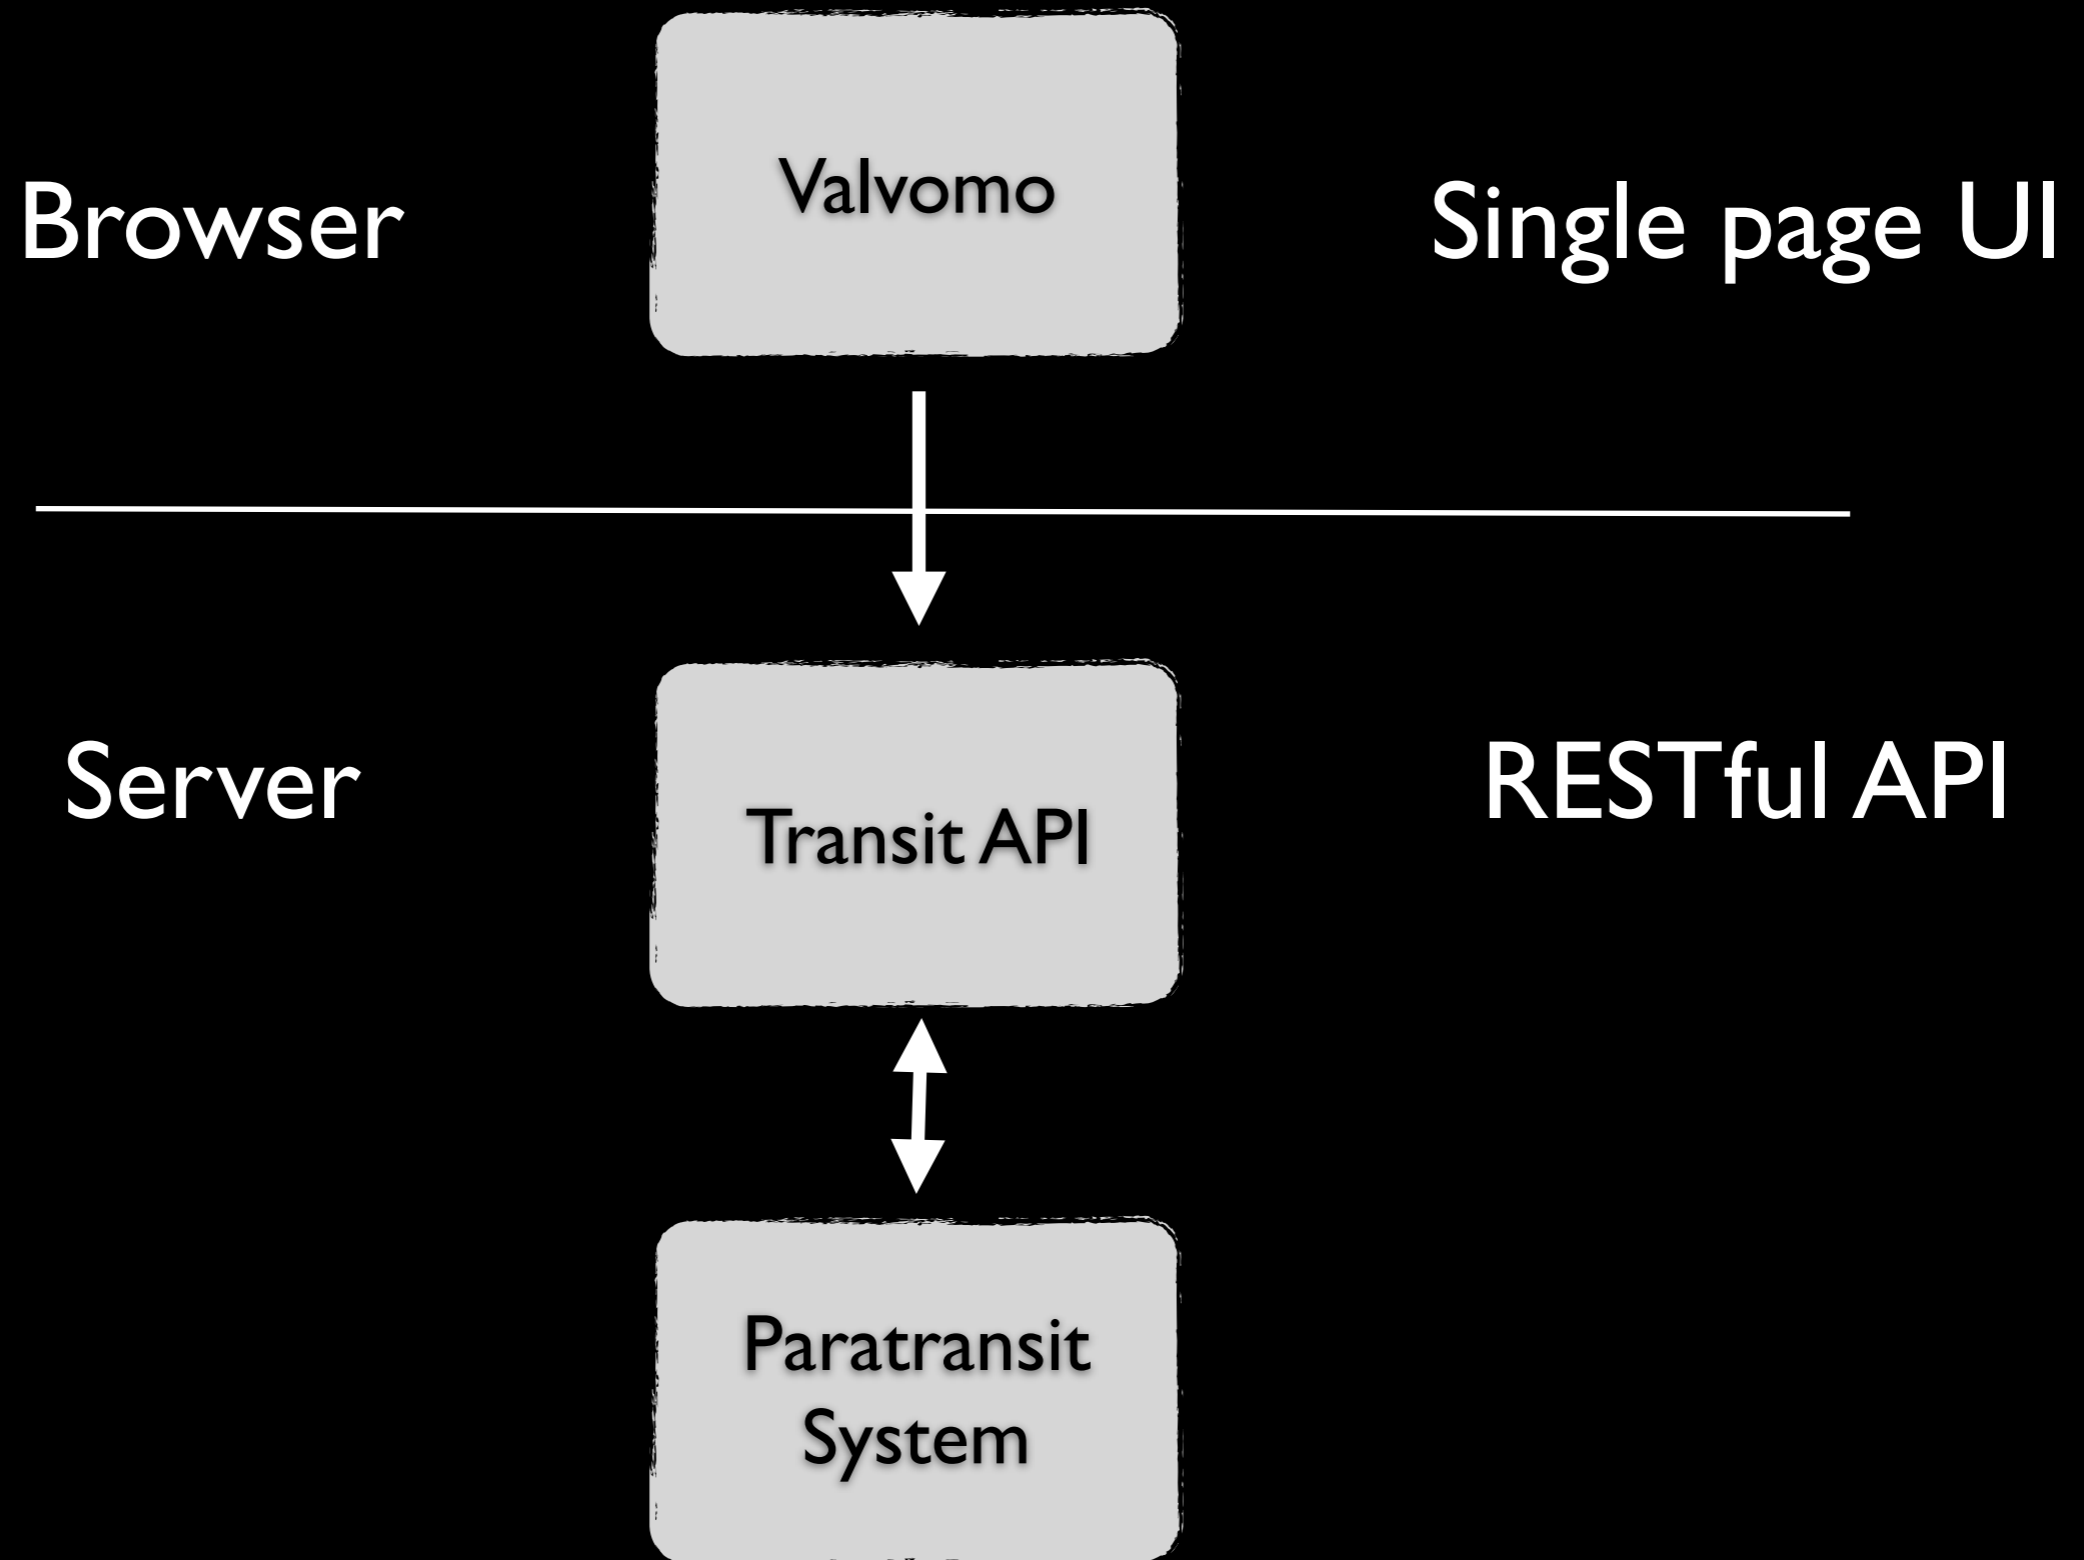 Valvomo
Browser
Single page UI
Server
Transit API
RESTful API
Paratransit
System